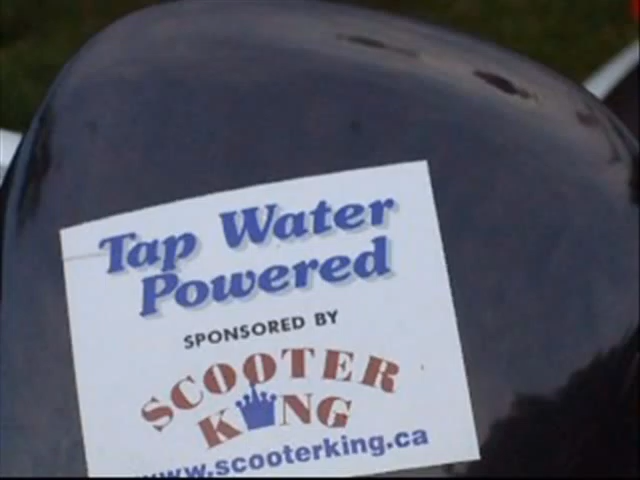 Tap Water
Powered
SPONSORED BY
SCOOTER
KING
www.scooterking.ca